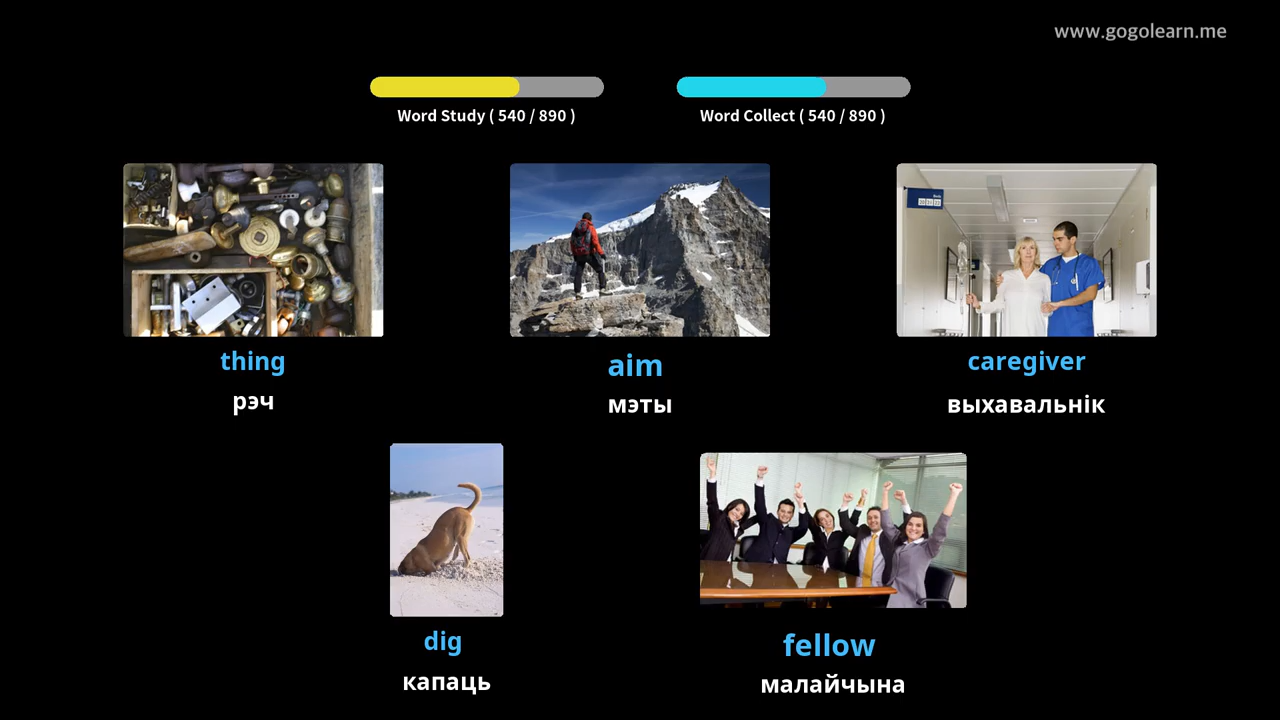 www.gogolearn.me
Word Study ( 540 / 890 )
Word Collect ( 540 / 890 )
thing
рэч
aim
мэты
caregiver
выхавальнік
dig
капаць
fellow
малайчына